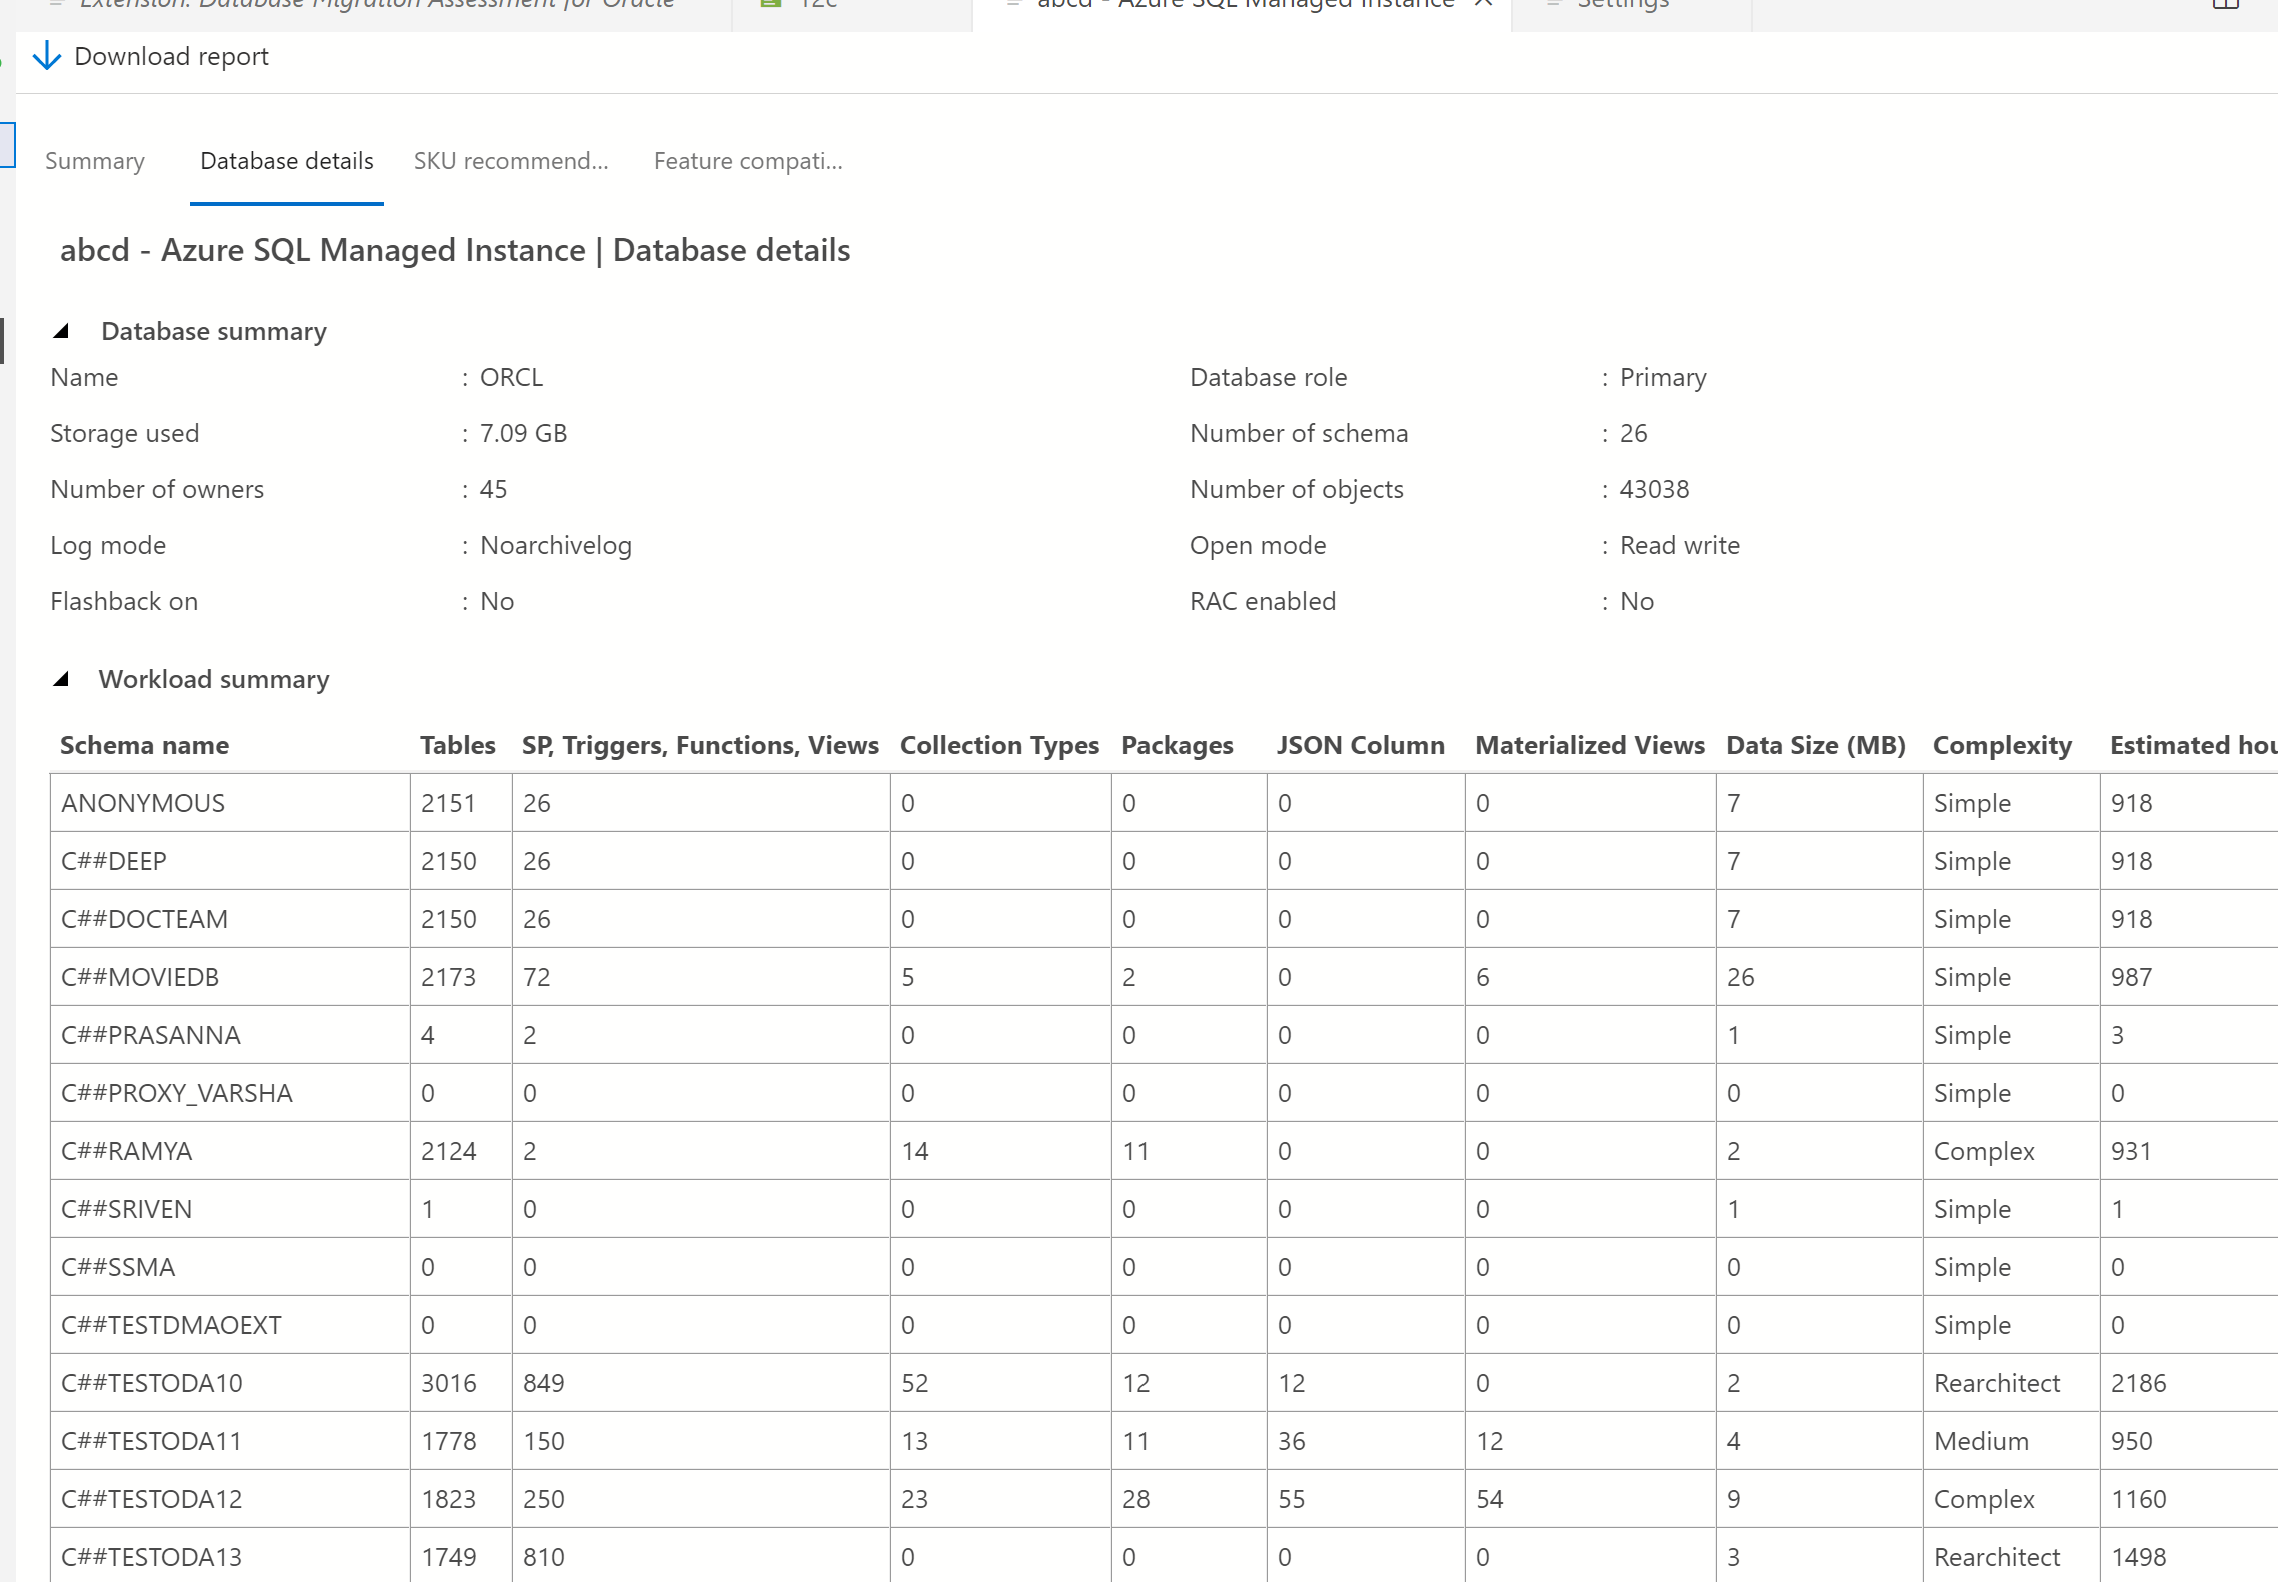 Extension: Database Migration Assessment for Oracle 12c abcd - Azure SQL Managed Instance Settings
Download report
Summary Database details SKU recommend... Feature compati...
abcd - Azure SQL Managed Instance | Database details
Database summary
Name : ORCL Database role : Primary
Storage used : 7.09 GB Number of schema : 26
Number of owners : 45 Number of objects : 43038
Log mode : Noarchivelog Open mode : Read write
Flashback on : No RAC enabled : No
Workload summary
Schema name Tables SP, Triggers, Functions, Views Collection Types Packages JSON Column Materialized Views Data Size (MB) Complexity Estimated hou
ANONYMOUS 2151 26 0 0 0 0 7 Simple 918
C##DEEP 2150 26 0 0 0 0 7 Simple 918
C##DOCTEAM 2150 26 0 0 0 0 7 Simple 918
C##MOVIEDB 2173 72 5 2 0 6 26 Simple 987
C##PRASANNA 4 2 0 0 0 0 1 Simple 3
C##PROXY_VARSHA 0 0 0 0 0 0 0 Simple 0
C##RAMYA 2124 2 14 11 0 0 2 Complex 931
C##SRIVEN 1 0 0 0 0 0 1 Simple 1
C##SSMA 0 0 0 0 0 0 0 Simple 0
C##TESTDMAOEXT 0 0 0 0 0 0 0 Simple 0
C##TESTODA10 3016 849 52 12 12 0 2 Rearchitect 2186
C##TESTODA11 1778 150 13 11 36 12 4 Medium 950
C##TESTODA12 1823 250 23 28 55 54 9 Complex 1160
C##TESTODA13 1749 810 0 0 0 0 3 Rearchitect 1498